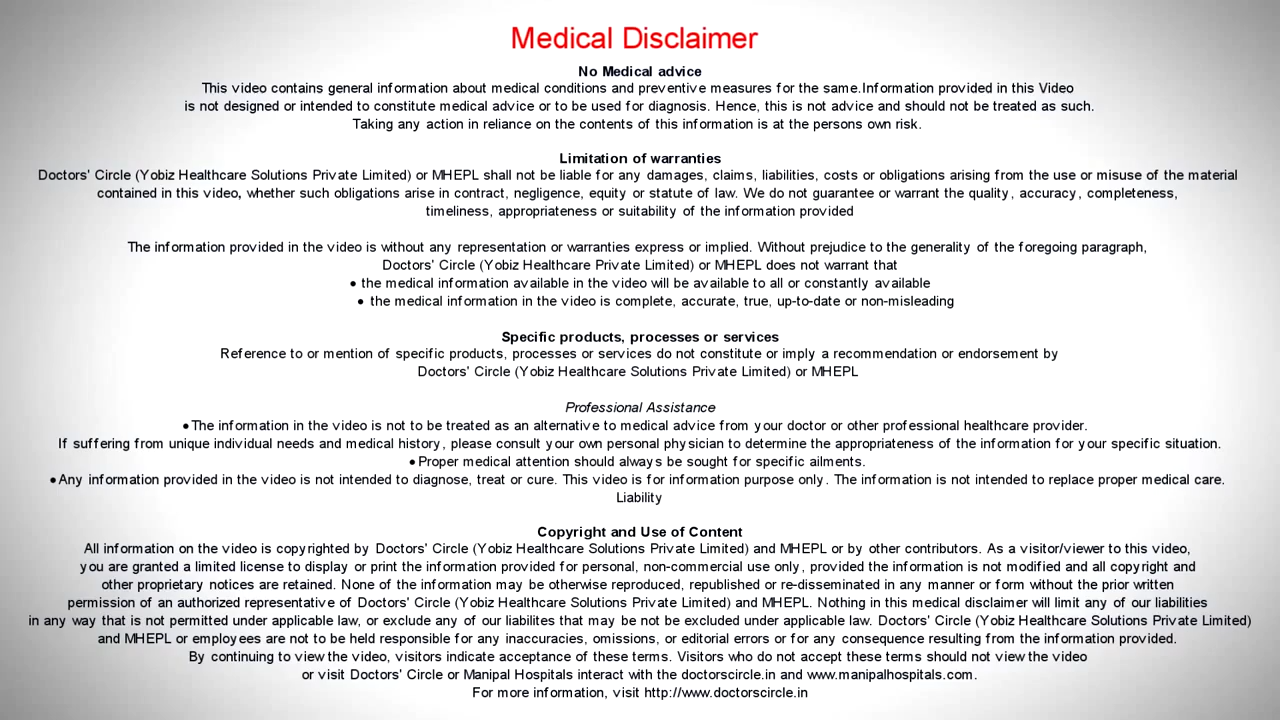 Medical Disclaimer
No Medical advice
This video contains general information about medical conditions and preventive measures for the same.Information provided in this Video
is not designed or intended to constitute medical advice or to be used for diagnosis. Hence, this is not advice and should not be treated as such.
Taking any action in reliance on the contents of this information is at the persons own risk.
Limitation of warranties
Doctors' Circle (Yobiz Healthcare Solutions Private Limited) or MHEPL shall not be liable for any damages, claims, liabilities, costs or obligations arising from the use or misuse of the material
contained in this video, whether such obligations arise in contract, negligence, equity or statute of law. We do not guarantee or warrant the quality, accuracy, completeness,
timeliness, appropriateness or suitability of the information provided
The information provided in the video is without any representation or warranties express or implied. Without prejudice to the generality of the foregoing paragraph,
Doctors' Circle (Yobiz Healthcare Private Limited) or MHEPL does not warrant that
• the medical information available in the video will be available to all or constantly available
• the medical information in the video is complete, accurate, true, up-to-date or non-misleading
Specific products, processes or services
Reference to or mention of specific products, processes or services do not constitute or imply a recommendation or endorsement by
Doctors' Circle (Yobiz Healthcare Solutions Private Limited) or MHEPL
Professional Assistance
•The information in the video is not to be treated as an alternative to medical advice from your doctor or other professional healthcare provider.
If suffering from unique individual needs and medical history, please consult your own personal physician to determine the appropriateness of the information for your specific situation.
•Proper medical attention should always be sought for specific ailments.
•Any information provided in the video is not intended to diagnose, treat or cure. This video is for information purpose only. The information is not intended to replace proper medical care.
Liability
Copyright and Use of Content
All information on the video is copyrighted by Doctors' Circle (Yobiz Healthcare Solutions Private Limited) and MHEPL or by other contributors. As a visitor/viewer to this video,
you are granted a limited license to display or print the information provided for personal, non-commercial use only, provided the information is not modified and all copyright and
other proprietary notices are retained. None of the information may be otherwise reproduced, republished or re-disseminated in any manner or form without the prior written
permission of an authorized representative of Doctors' Circle (Yobiz Healthcare Solutions Private Limited) and MHEPL. Nothing in this medical disclaimer will limit any of our liabilities
in any way that is not permitted under applicable law, or exclude any of our liabilites that may be not be excluded under applicable law. Doctors' Circle (Yobiz Healthcare Solutions Private Limited)
and MHEPL or employees are not to be held responsible for any inaccuracies, omissions, or editorial errors or for any consequence resulting from the information provided.
By continuing to view the video, visitors indicate acceptance of these terms. Visitors who do not accept these terms should not view the video
or visit Doctors' Circle or Manipal Hospitals interact with the doctorscircle.in and www.manipalhospitals.com.
For more information, visit http://www.doctorscircle.in